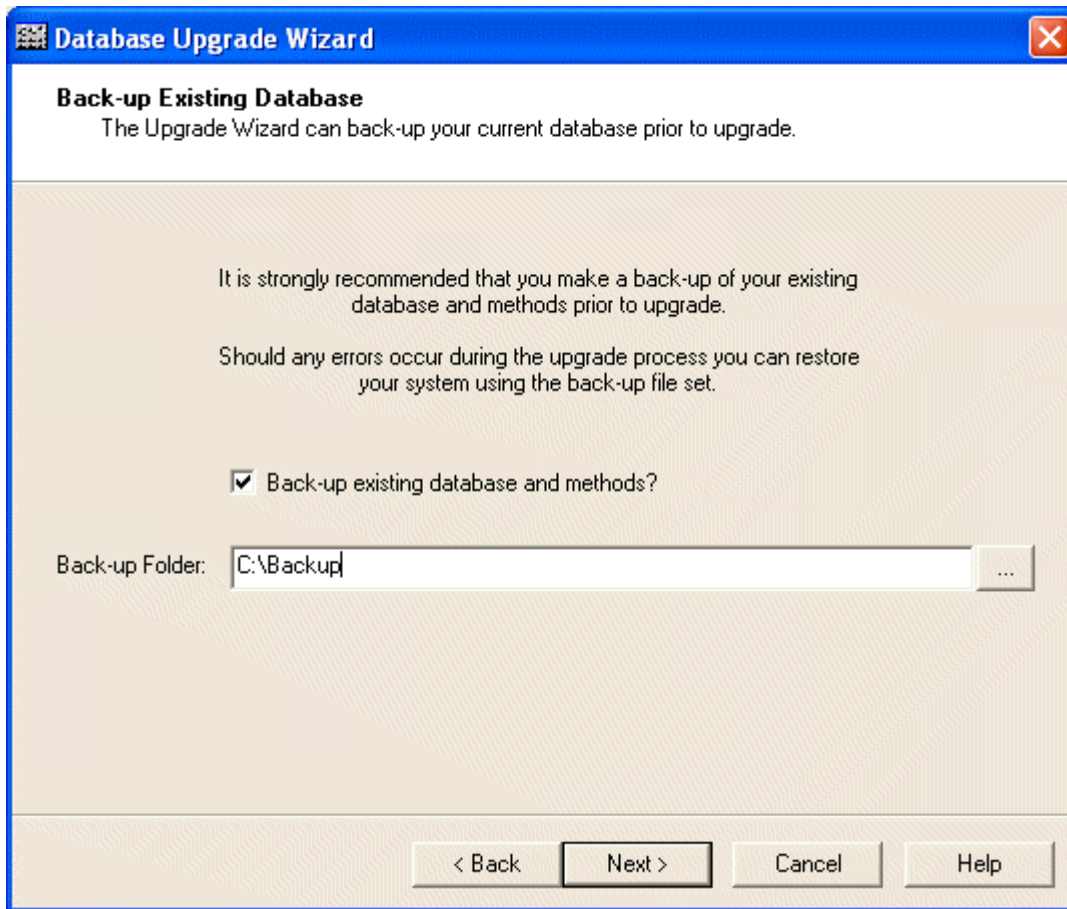 Database Upgrade Wizard
Back-up Existing Database
The Upgrade Wizard can back-up your current database prior to upgrade.
It is strongly recommended that you make a back-up of your existing
database and methods prior to upgrade.
Should any errors occur during the upgrade process you can restore
your system using the back-up file set.
Back-up existing database and methods?
Back-up Folder: C:\Backup ...
< Back Next > Cancel Help